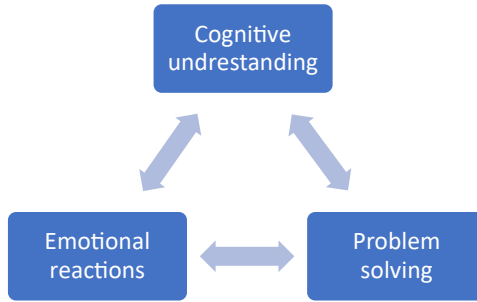 Cognitive
undrestanding
Emotional
reactions
Problem
solving